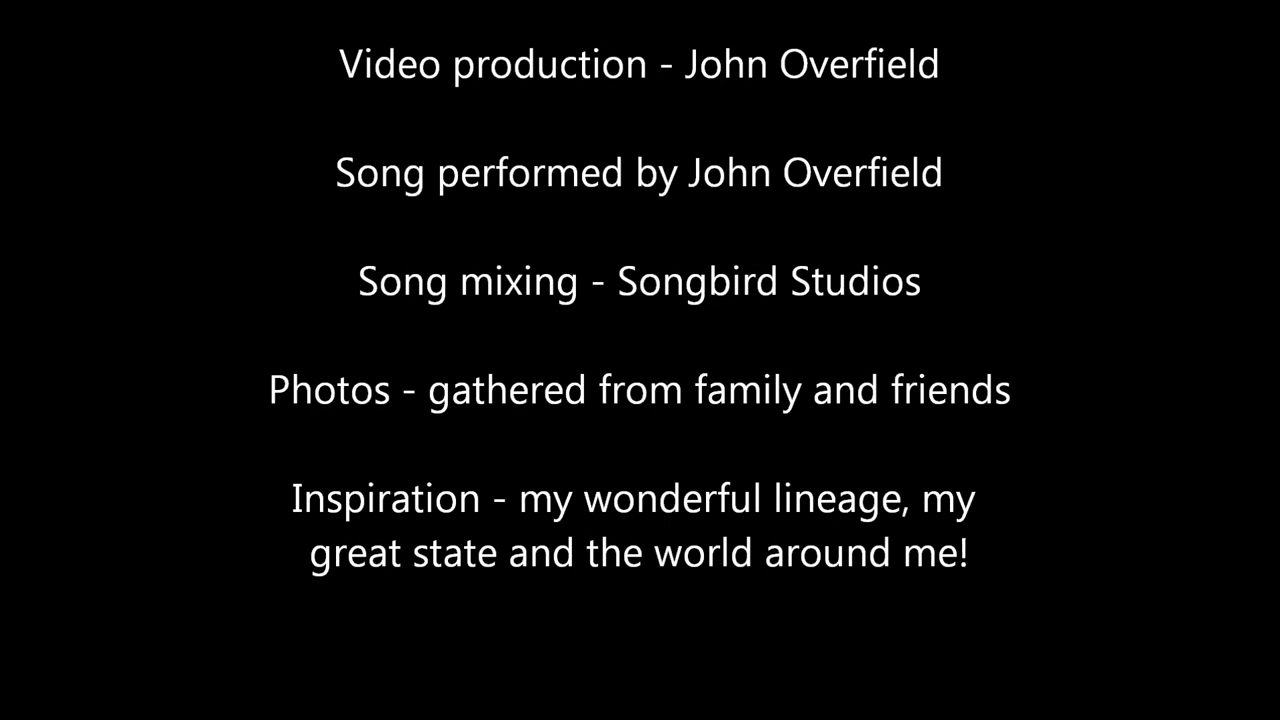 Video production - John Overfield
Song performed by John Overfield
Song mixing - Songbird Studios
Photos - gathered from family and friends
Inspiration - my wonderful lineage, my
great state and the world around me!